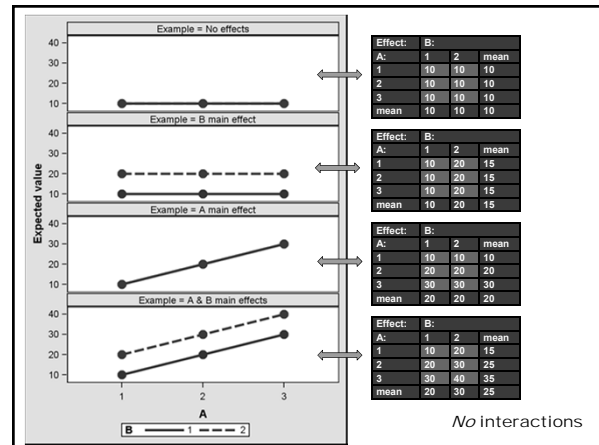 Example = No effects
40
30
20
10
Example = B main effect
40
30
20
10
Example = A main effect
40
30
20
10
Example = A & B main effects
40
30
20
10
Expected value
1 2 3
A
B 1 2
Effect: B:
A: 1 2 mean
1 10 10 10
2 10 10 10
3 10 10 10
mean 10 10 10
Effect: B:
A: 1 2 mean
1 10 20 15
2 10 20 15
3 10 20 15
mean 10 20 15
Effect: B:
A: 1 2 mean
1 10 10 10
2 20 20 20
3 30 30 30
mean 20 20 20
Effect: B:
A: 1 2 mean
1 10 20 15
2 20 30 25
3 30 40 35
mean 20 30 25
No interactions